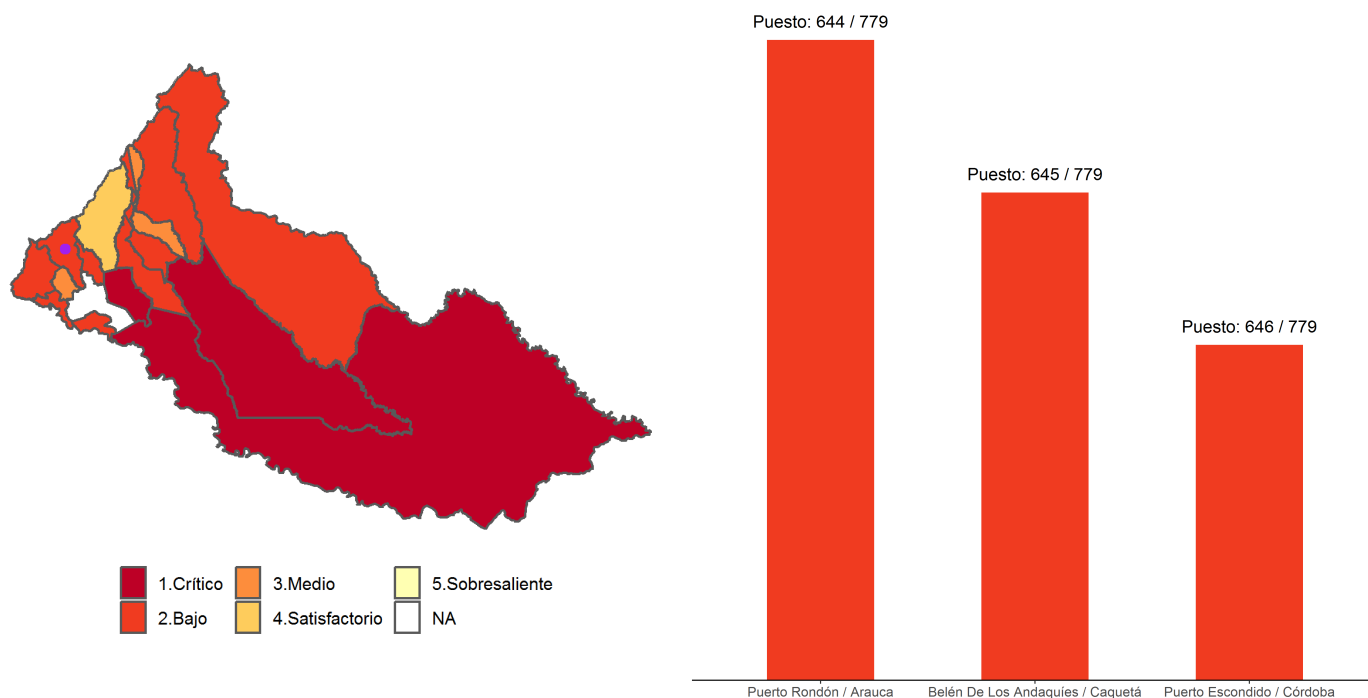 Puesto: 644 / 779
Puesto: 645 / 779
Puesto: 646 / 779
1.Crítico
3.Medio
5.Sobresaliente
2.Bajo
4.Satisfactorio
NA
Puerto Rondón / Arauca
Belén De Los Andaquíes / Caquetá
Puerto Escondido / Córdoba